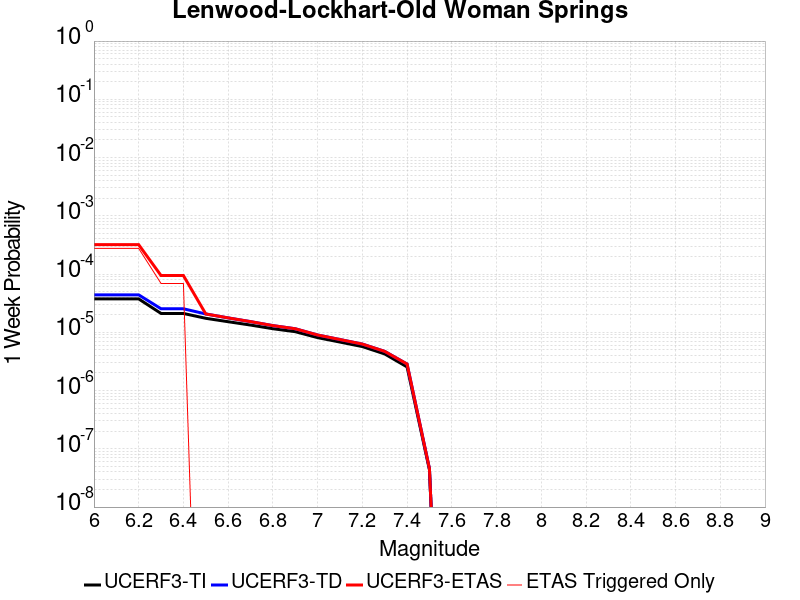 Lenwood-Lockhart-Old Woman Springs
10^0
10^-1
10^-2
10^-3
10^-4
10^-5
10^-6
10^-7
10^-8
1 Week Probability
6 6.2 6.4 6.6 6.8 7 7.2 7.4 7.6 7.8 8 8.2 8.4 8.6 8.8 9
Magnitude
UCERF3-TI UCERF3-TD UCERF3-ETAS ETAS Triggered Only